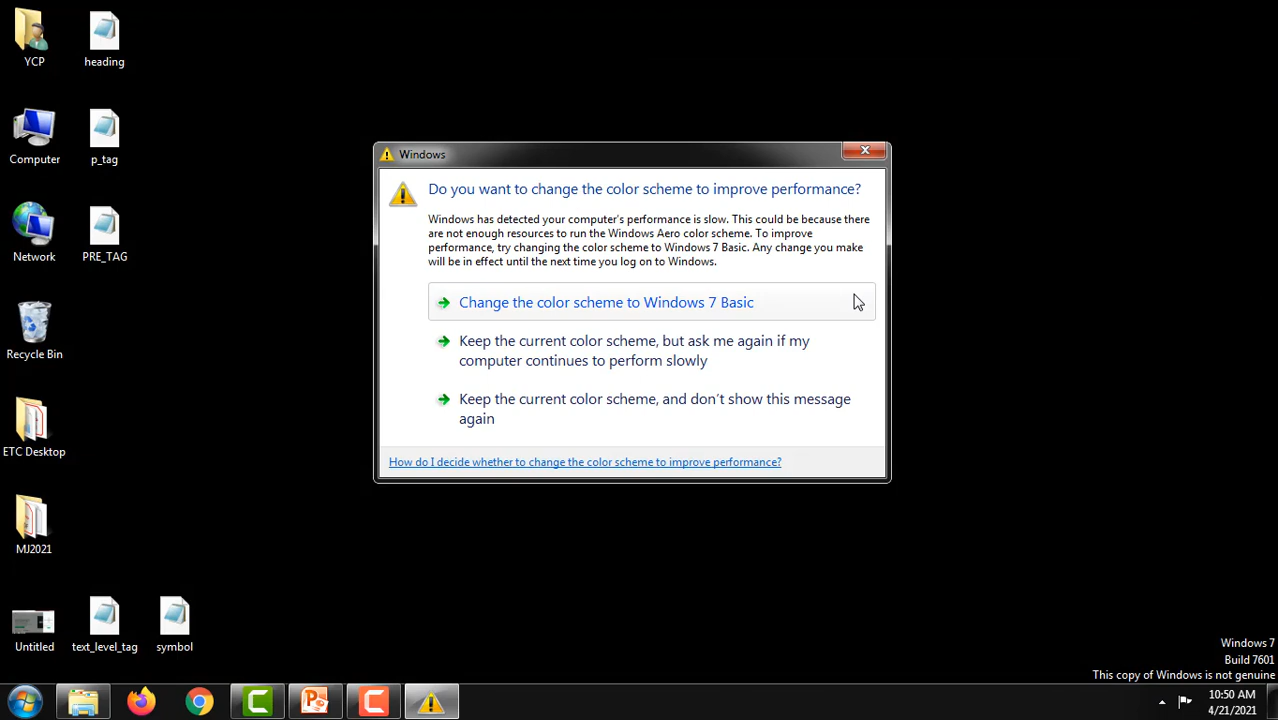 YCP
heading
Computer
p_tag
Network
PRE_TAG
Recycle Bin
ETC Desktop
MJ2021
Untitled
text_level_tag
symbol
Windows
Do you want to change the color scheme to improve performance?
Windows has detected your computer's performance is slow. This could be because there
are not enough resources to run the Windows Aero color scheme. To improve
performance, try changing the color scheme to Windows 7 Basic. Any change you make
will be in effect until the next time you log on to Windows.
Change the color scheme to Windows 7 Basic
Keep the current color scheme, but ask me again if my
computer continues to perform slowly
Keep the current color scheme, and don't show this message
again
How do I decide whether to change the color scheme to improve performance?
Windows 7
Build 7601
This copy of Windows is not genuine
10:50 AM
4/21/2021